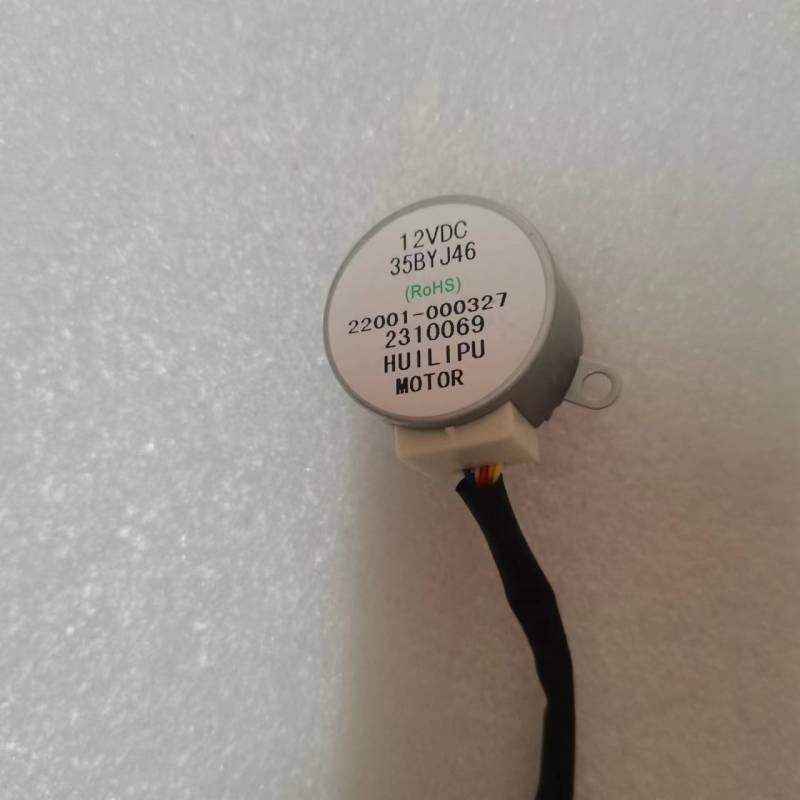 12VDC
35BYJ46
(RoHS)
22001-000327
2310069
HUILIPU
MOTOR